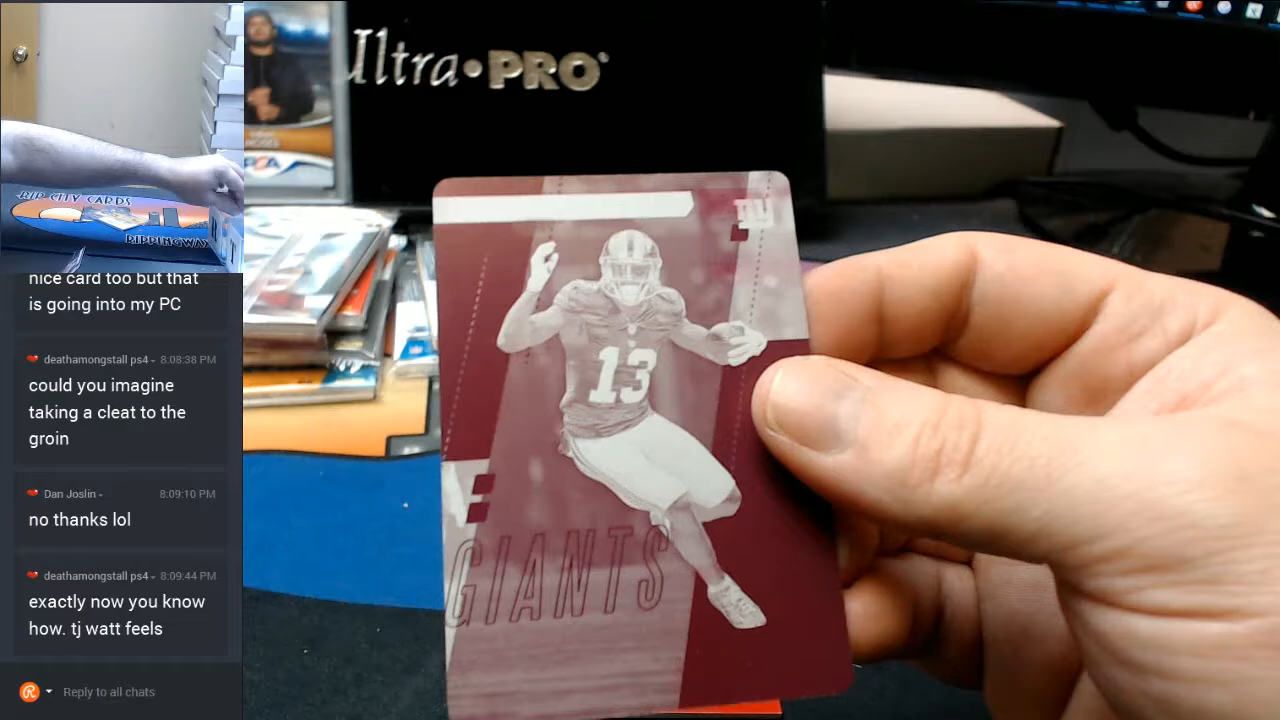 Ultra•PRO
RIP CITY CARDS
RIPPINGWAX
nice card too but that
is going into my PC
deathamongstall ps4
8:08:38 PM
could you imagine
taking a cleat to the
groin
Dan Joslin
8:09:10 PM
no thanks lol
deathamongstall ps4
8:09:44 PM
exactly now you know
how. tj watt feels
Reply to all chats
13
GIANTS